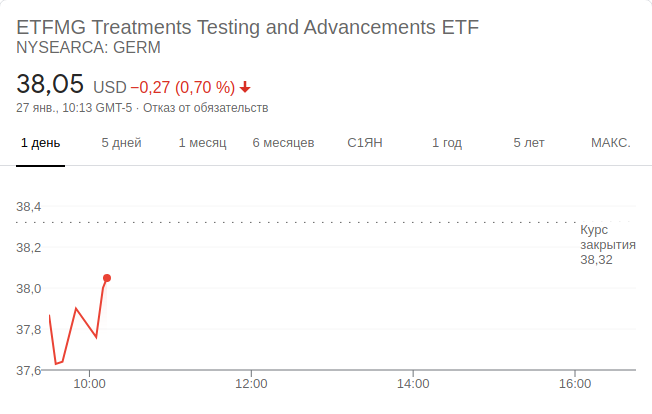 ETFMG Treatments Testing and Advancements ETF
NYSEARCA: GERM
38,05 USD −0,27 (0,70 %)
27 янв., 10:13 GMT-5 · Отказ от обязательств
1 день 5 дней 1 месяц 6 месяцев С1ЯН 1 год 5 лет МАКС.
38,4
Курс
закрытия
38,32
38,2
38,0
37,8
37,6
10:00 12:00 14:00 16:00